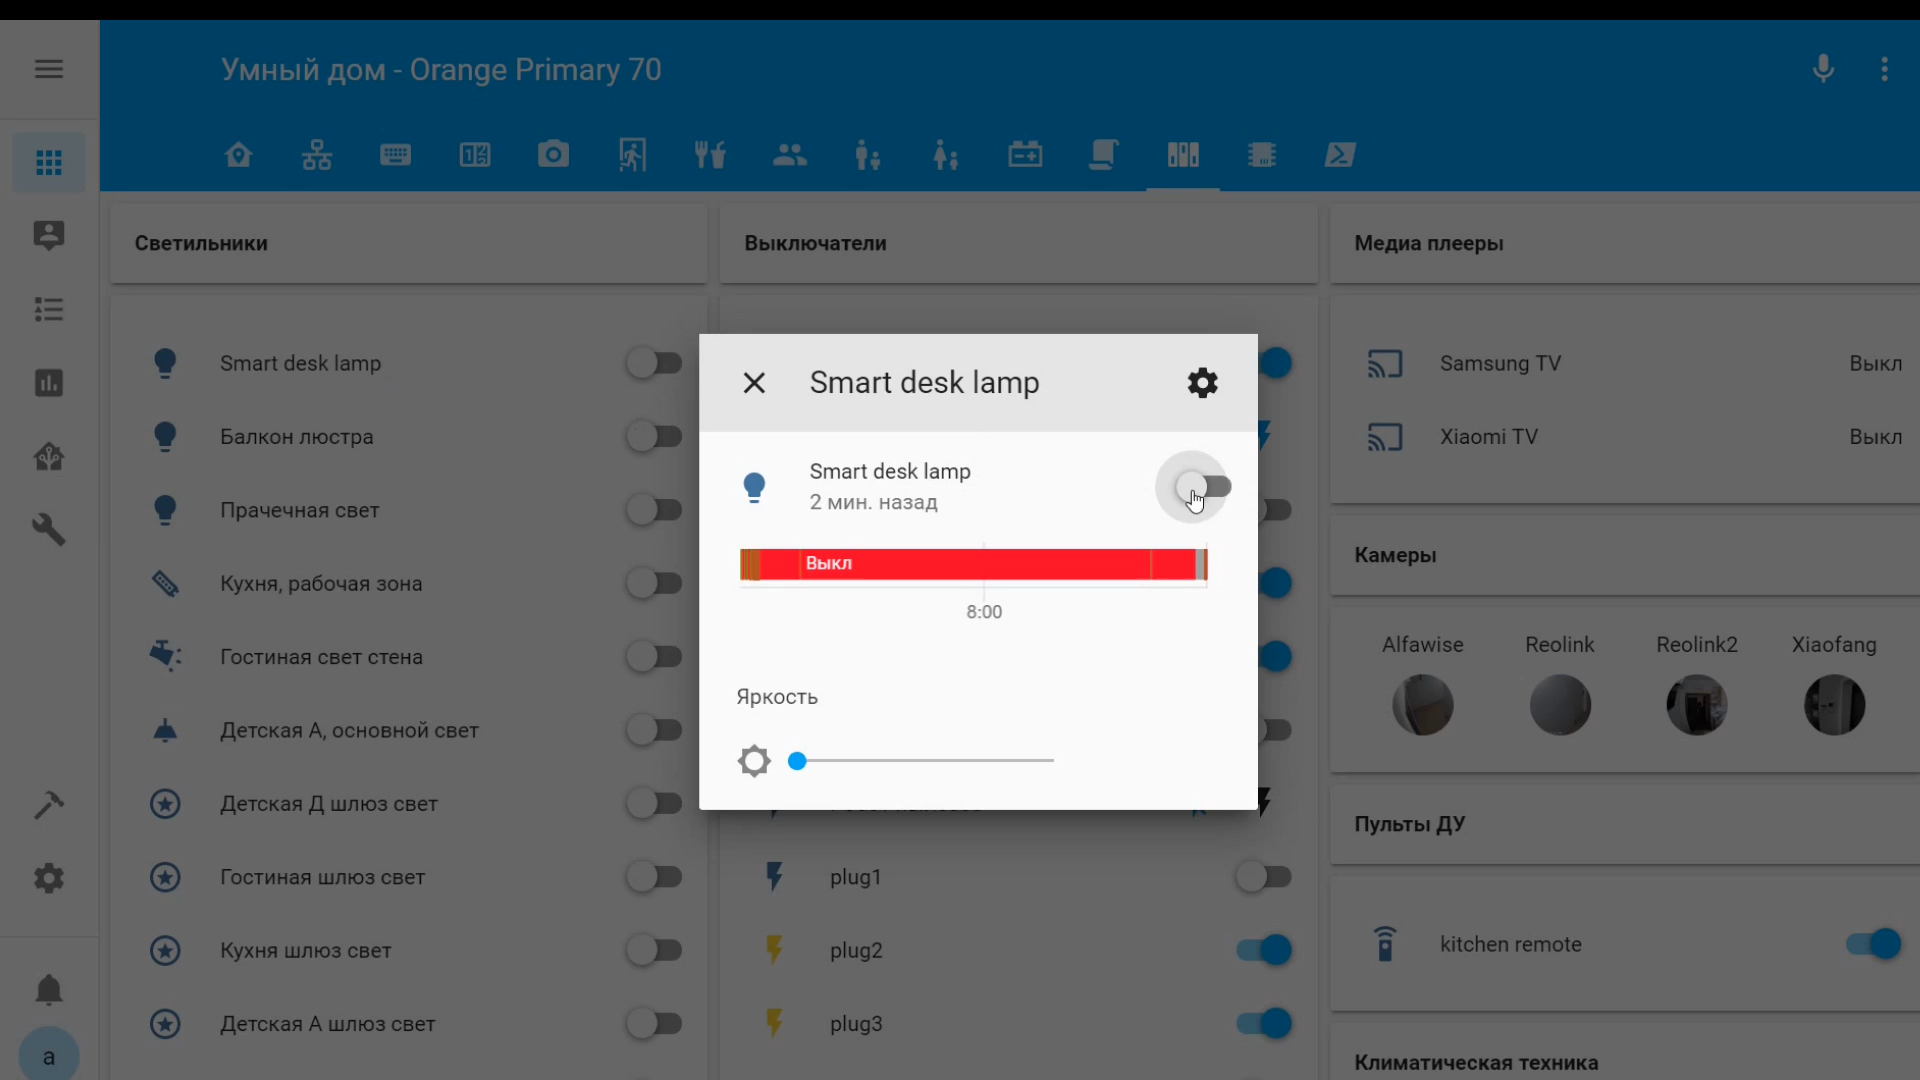 Умный дом - Orange Primary 70
Светильники
Выключатели
Медиа плееры
Smart desk lamp
Балкон люстра
Прачечная свет
Кухня, рабочая зона
Гостиная свет стена
Детская А, основной свет
Детская Д шлюз свет
Гостиная шлюз свет
Кухня шлюз свет
Детская А шлюз свет
Smart desk lamp
Smart desk lamp
2 мин. назад
Выкл
8:00
Яркость
plug1
plug2
plug3
Samsung TV
Выкл
Xiaomi TV
Выкл
Камеры
Alfawise
Reolink
Reolink2
Xiaofang
Пульты ДУ
kitchen remote
Климатическая техника
a